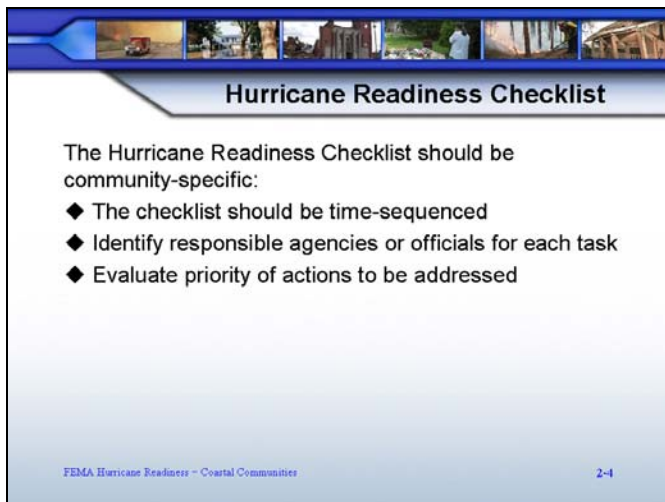 Hurricane Readiness Checklist
The Hurricane Readiness Checklist should be
community-specific:
◆ The checklist should be time-sequenced
◆ Identify responsible agencies or officials for each task
◆ Evaluate priority of actions to be addressed
FEMA Hurricane Readiness – Coastal Communities 2-4